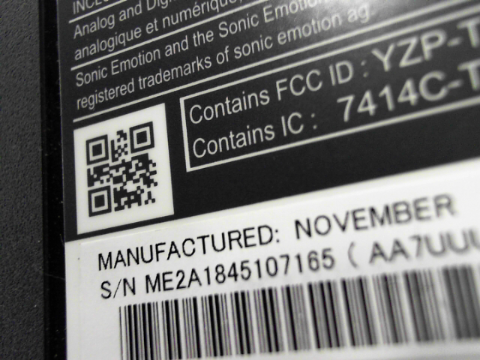 Analog and
analogique et numérique,
Sonic Emotion and the Sonic Emotion
registered trademarks of sonic emotion ag.
Contains FCC ID : YZP-T
Contains IC : 7414C-T
MANUFACTURED: NOVEMBER
S/N ME2A1845107165 ( AA7UUU